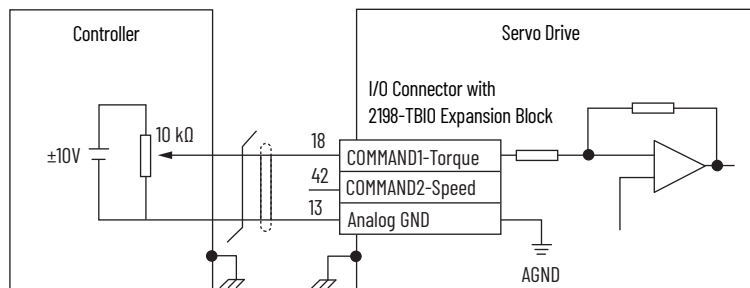 Controller
Servo Drive
I/O Connector with
2198-TBIO Expansion Block
±10V
10 kΩ
18
COMMAND1-Torque
42
COMMAND2-Speed
13
Analog GND
AGND